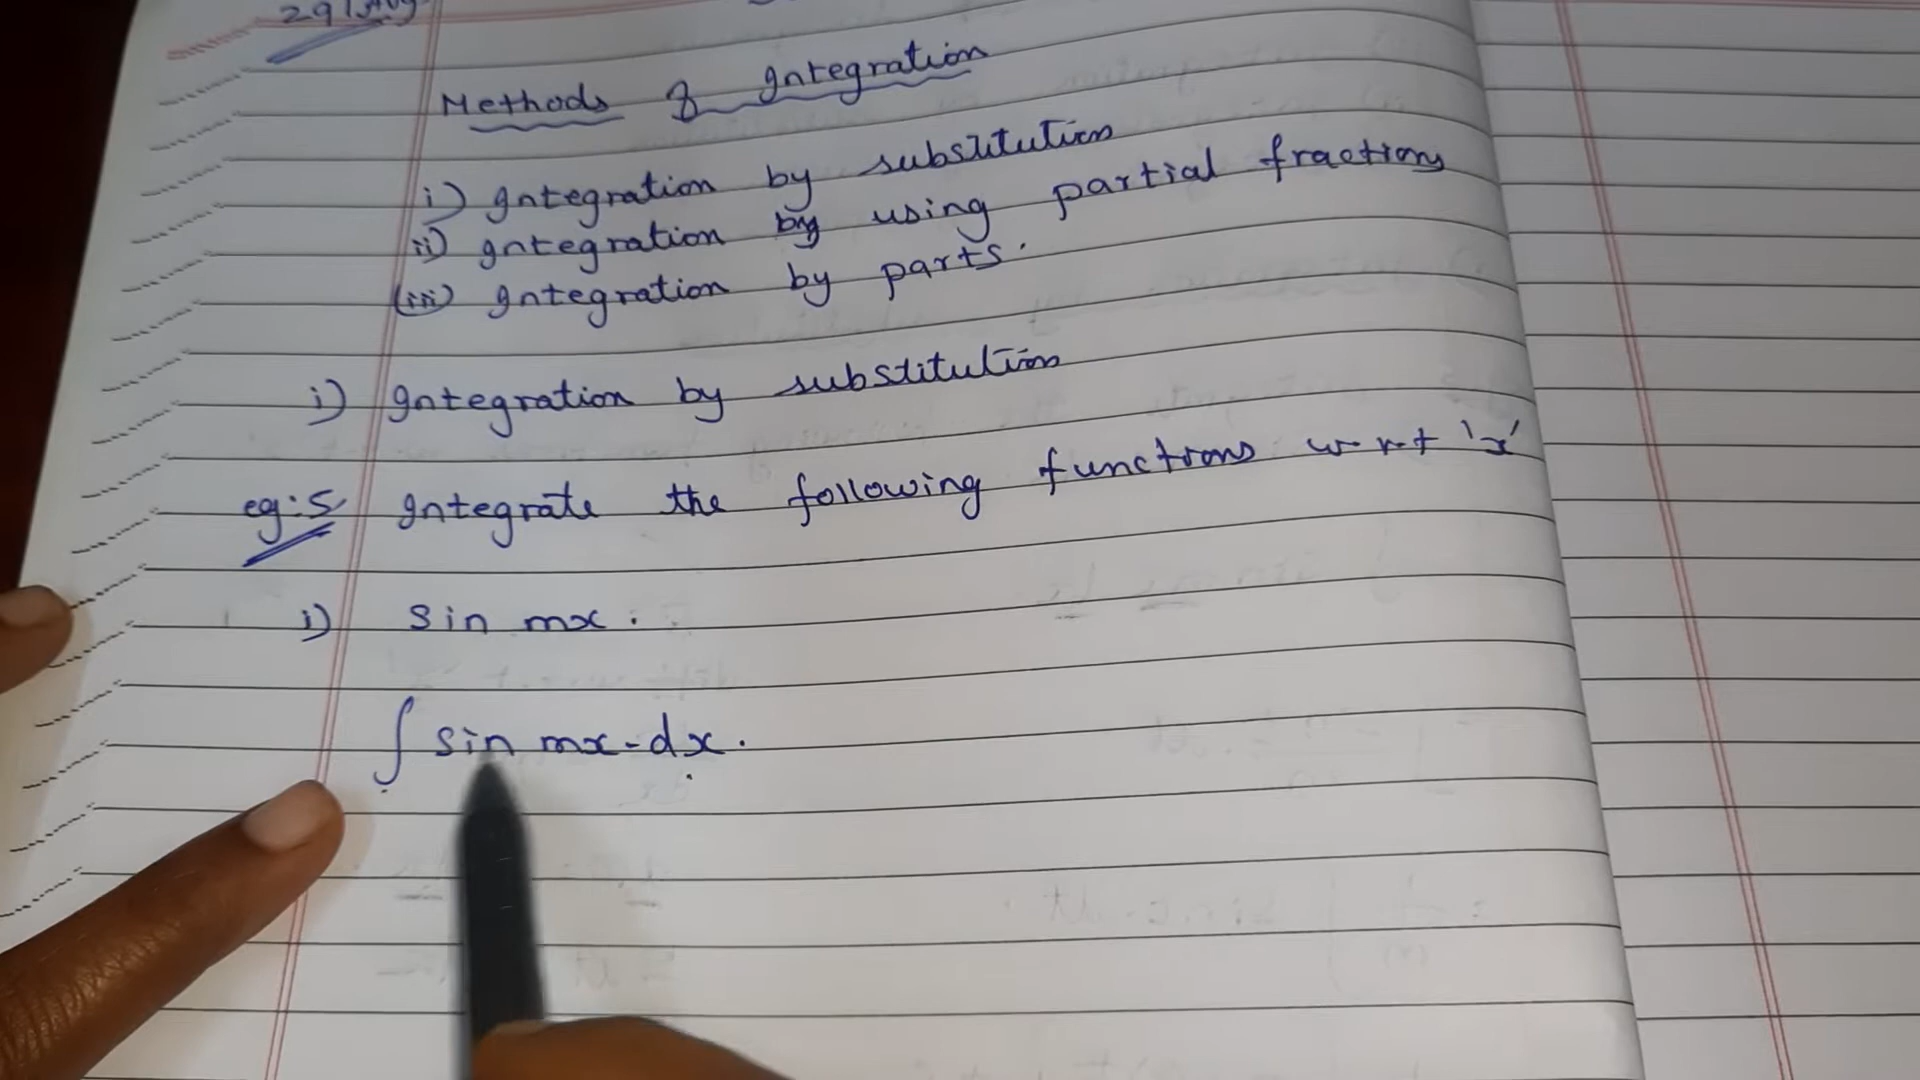 Methods of Integration
i) Integration by substitution
ii) Integration by using partial fractions
(iii) Integration by parts.
i) Integration by substitution
eg:5 Integrate the following functions w.r.t 'x'
i) sin mx.
∫ sin mx-dx.